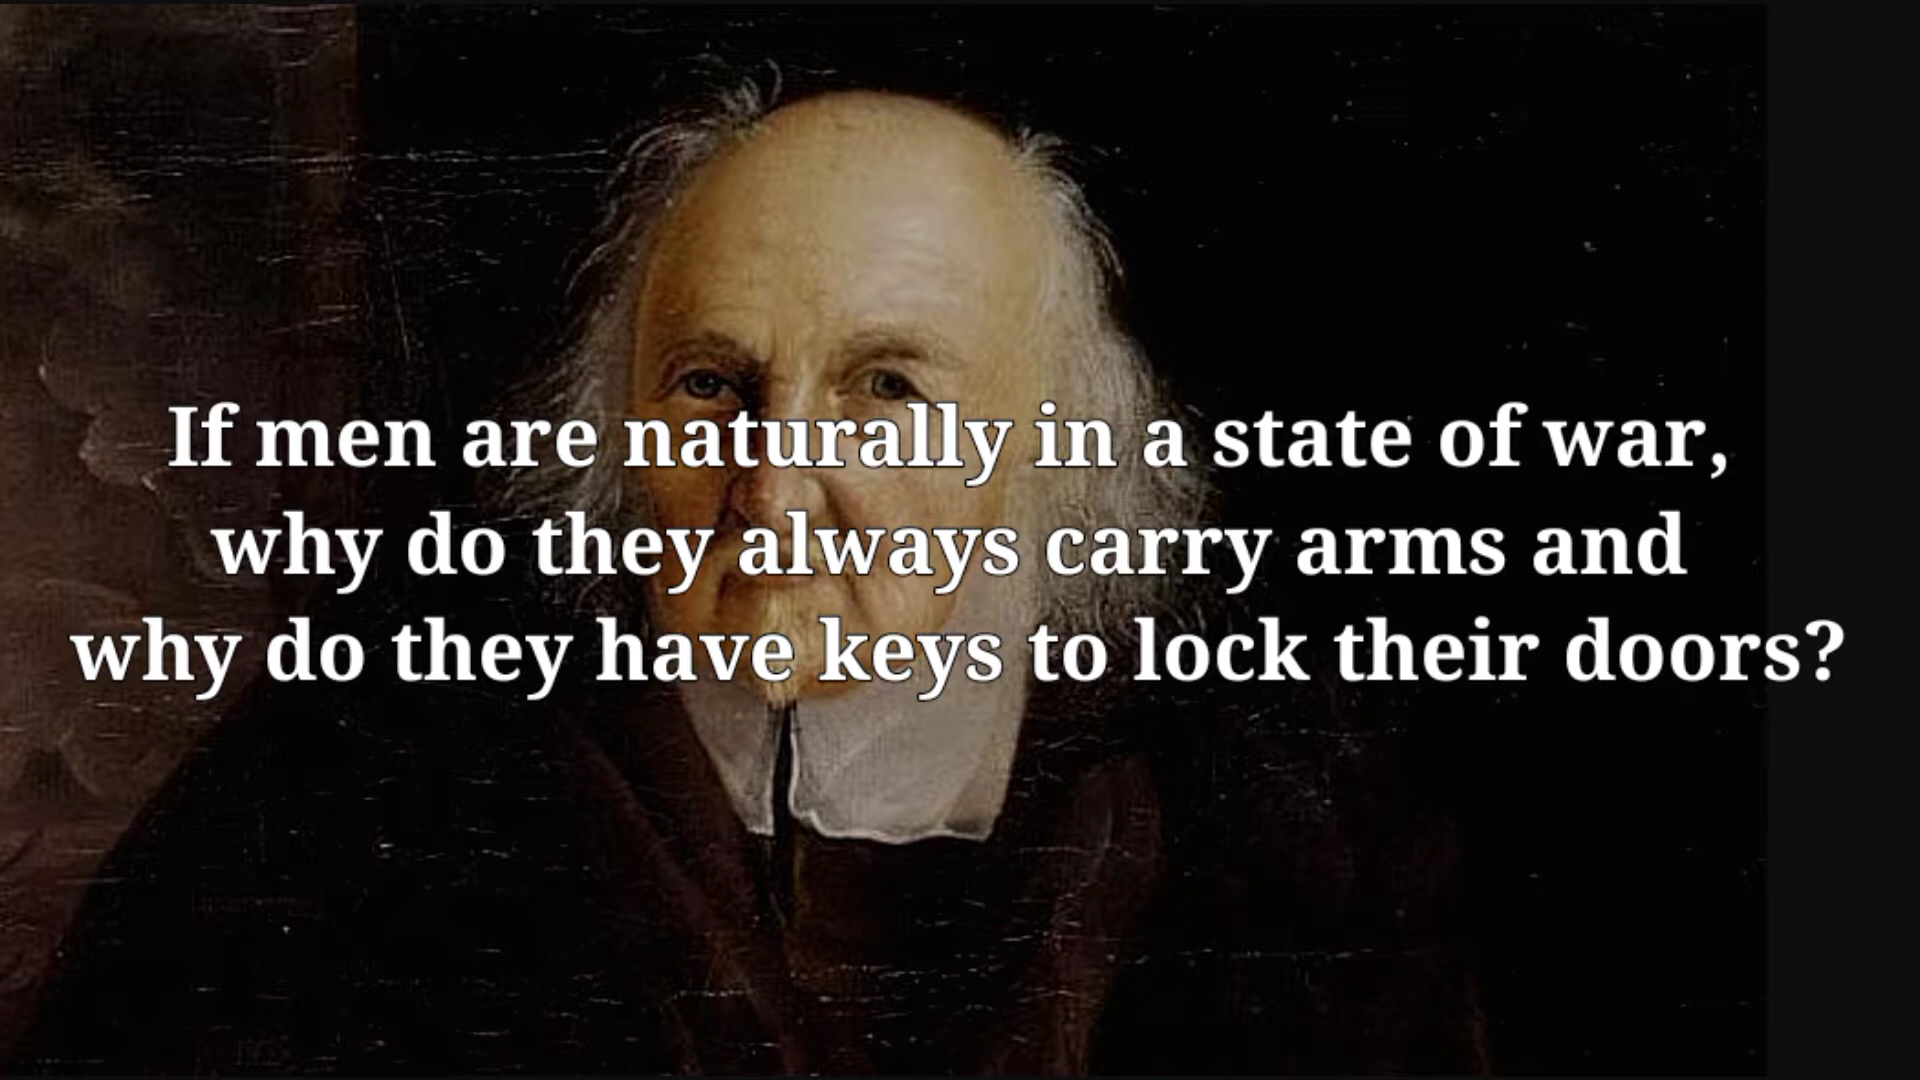 If men are naturally in a state of war,
why do they always carry arms and
why do they have keys to lock their doors?